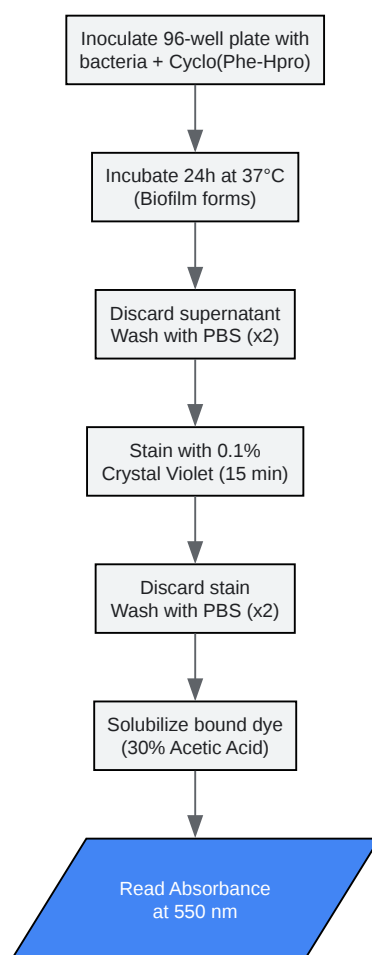 Inoculate 96-well plate with
bacteria + Cyclo(Phe-Hpro)
Incubate 24h at 37°C
(Biofilm forms)
Discard supernatant
Wash with PBS (x2)
Stain with 0.1%
Crystal Violet (15 min)
Discard stain
Wash with PBS (x2)
Solubilize bound dye
(30% Acetic Acid)
Read Absorbance
at 550 nm